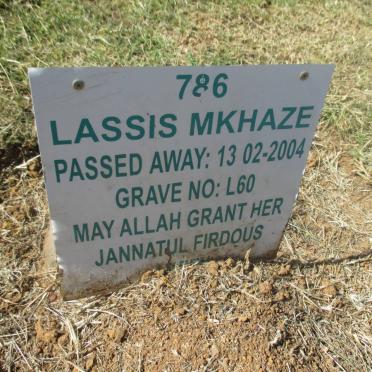 786
LASSIS MKHAZE
PASSED AWAY: 13 02-2004
GRAVE NO: L60
MAY ALLAH GRANT HER
JANNATUL FIRDOUS